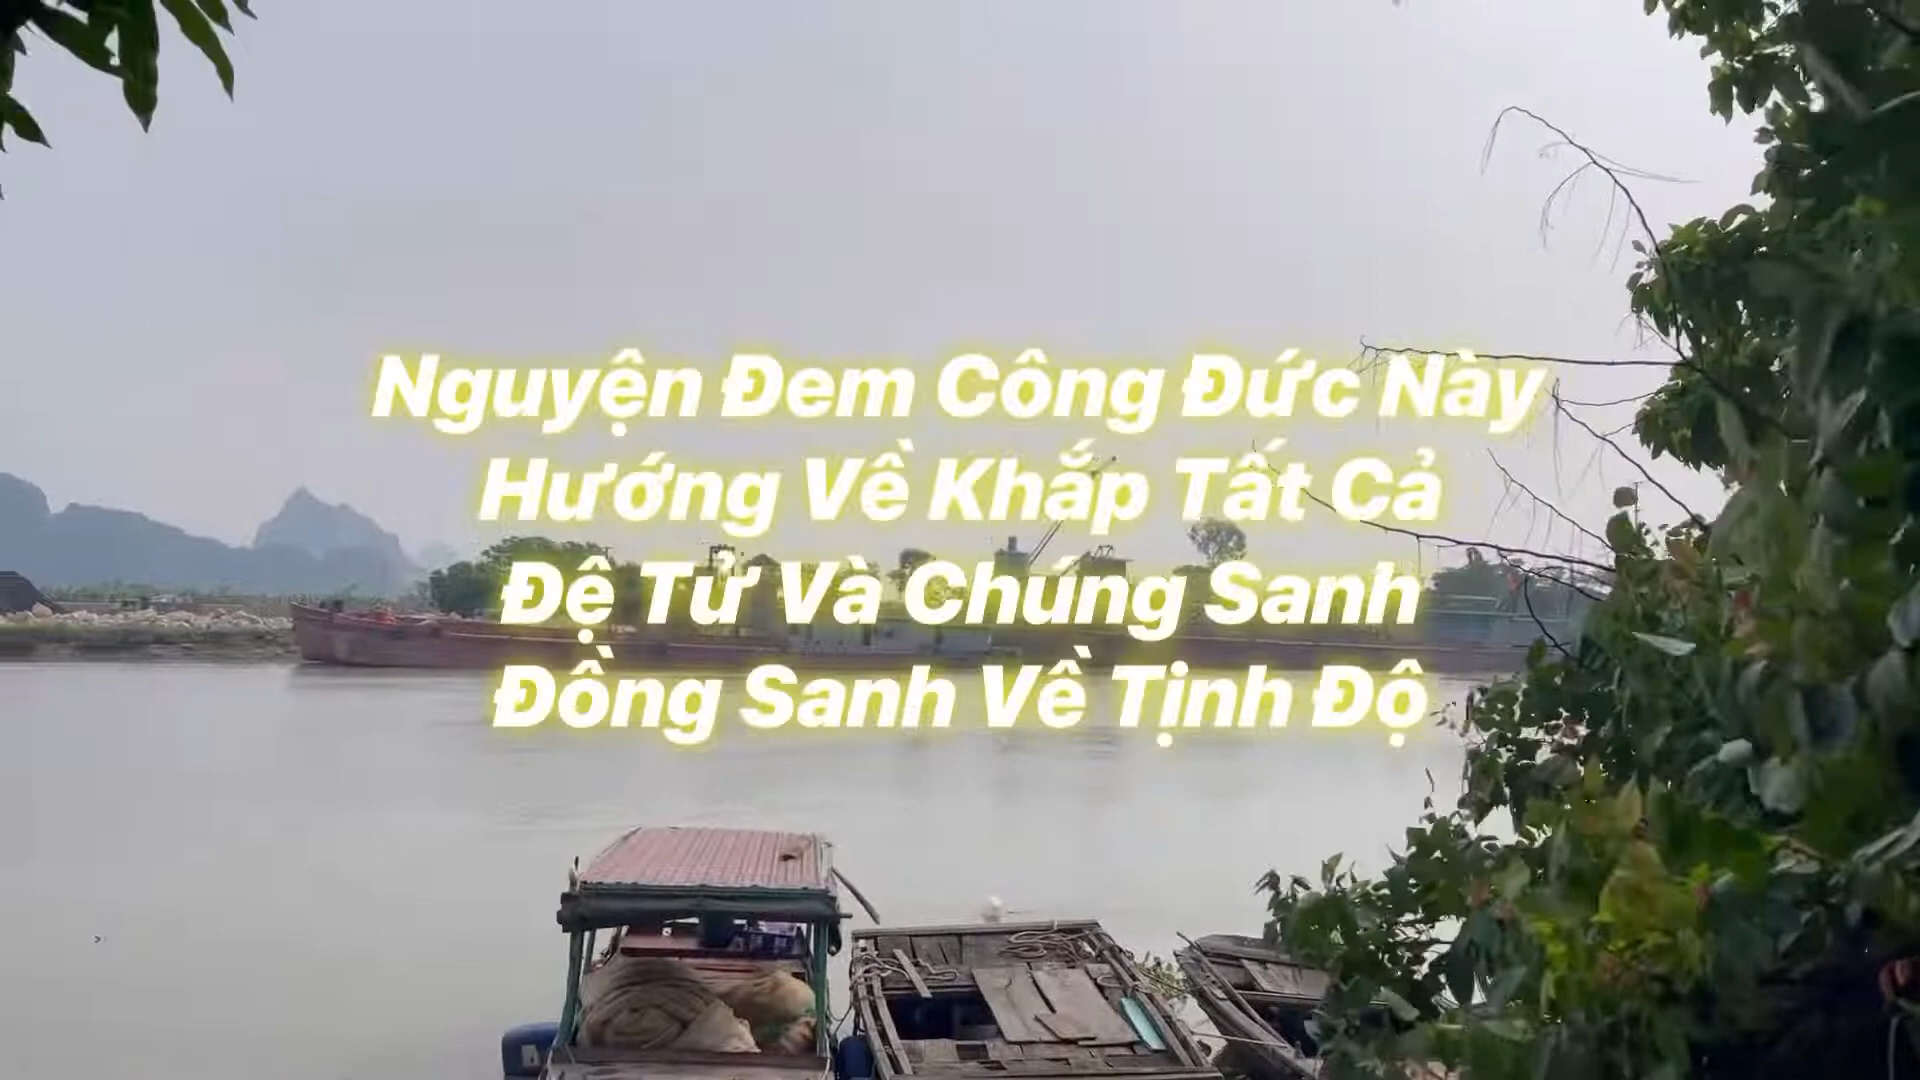 Nguyện Đem Công Đức Này
Hướng Về Khắp Tất Cả
Đệ Tử Và Chúng Sanh
Đồng Sanh Về Tịnh Độ